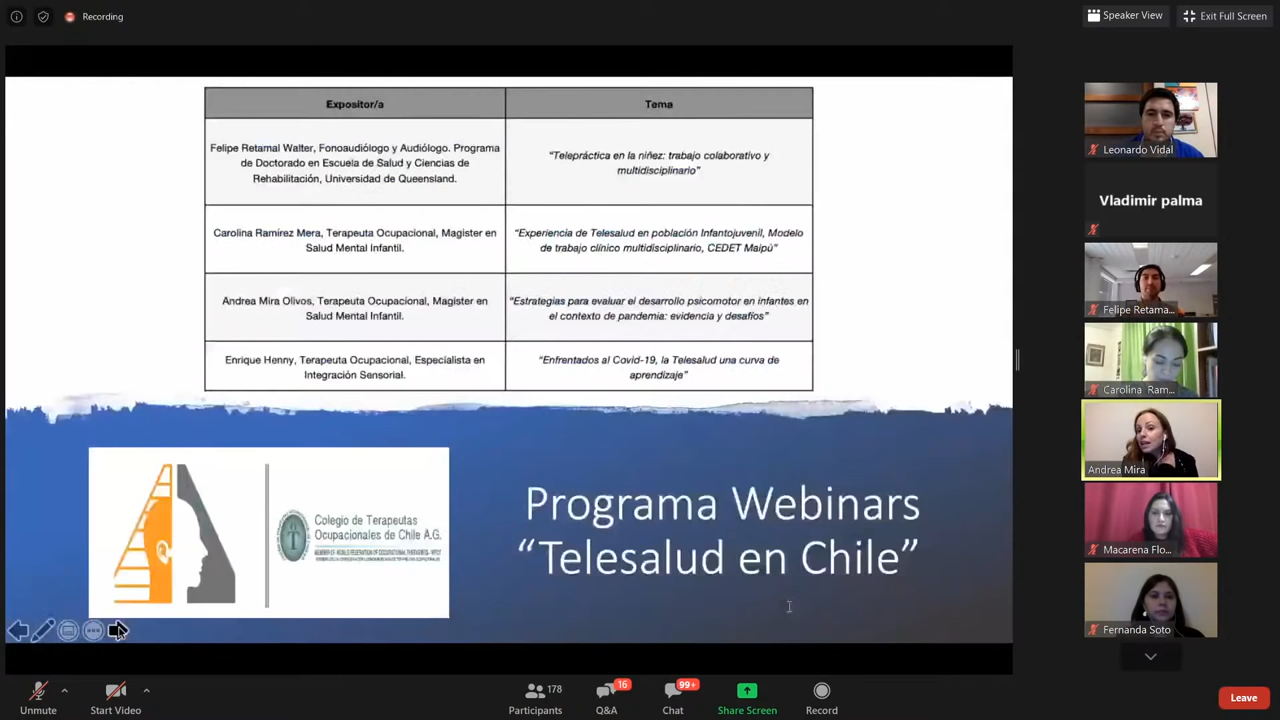 Recording
Speaker View
Exit Full Screen
Expositor/a
Tema
Felipe Retamal Walter, Fonoaudiólogo y Audiólogo. Programa
de Doctorado en Escuela de Salud y Ciencias de
Rehabilitación, Universidad de Queensland.
“Telepráctica en la niñez: trabajo colaborativo y
multidisciplinario”
Carolina Ramírez Mera, Terapeuta Ocupacional, Magíster en
Salud Mental Infantil.
“Experiencia de Telesalud en población Infantojuvenil, Modelo
de trabajo clínico multidisciplinario, CEDET Maipú”
Andrea Mira Olivos, Terapeuta Ocupacional, Magíster en
Salud Mental Infantil.
“Estrategias para evaluar el desarrollo psicomotor en infantes en
el contexto de pandemia: evidencia y desafíos”
Enrique Henny, Terapeuta Ocupacional, Especialista en
Integración Sensorial.
“Enfrentados al Covid-19, la Telesalud una curva de
aprendizaje”
Colegio de Terapeutas
Ocupacionales de Chile A.G.
Programa Webinars
“Telesalud en Chile”
Leonardo Vidal
Vladimir palma
Felipe Retama...
Carolina Ram...
Andrea Mira
Macarena Flo...
Fernanda Soto
Unmute
Start Video
178
Participants
16
Q&A
99+
Chat
Share Screen
Record
Leave